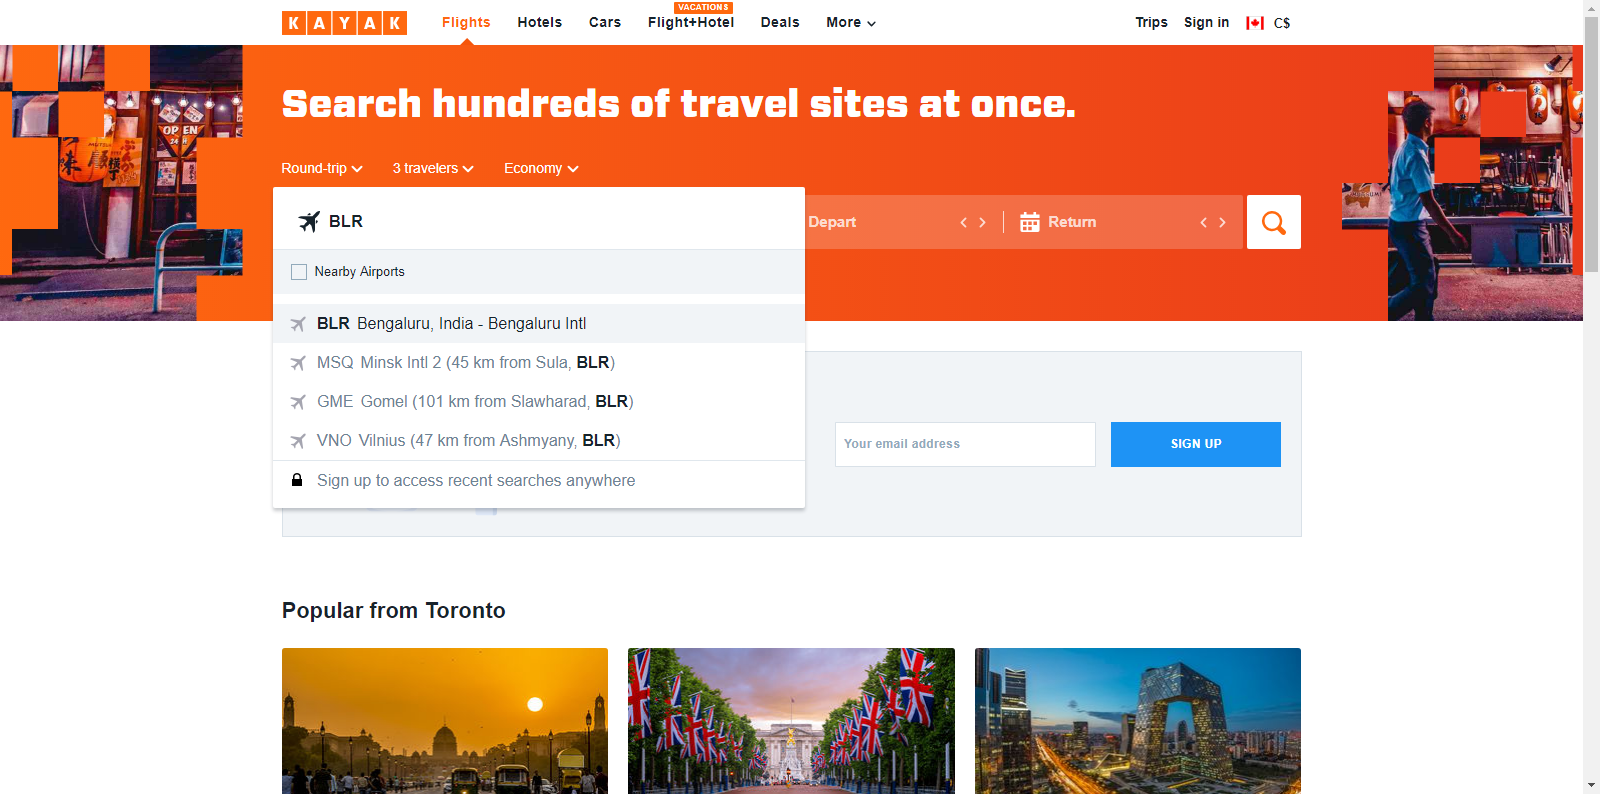 KAYAK
Flights
Hotels
Cars
VACATIONS
Flight+Hotel
Deals
More
Trips
Sign in
C$
Search hundreds of travel sites at once.
Round-trip
3 travelers
Economy
BLR
Depart
Return
Nearby Airports
BLR Bengaluru, India - Bengaluru Intl
MSQ Minsk Intl 2 (45 km from Sula, BLR)
GME Gomel (101 km from Slawharad, BLR)
VNO Vilnius (47 km from Ashmyany, BLR)
Sign up to access recent searches anywhere
Your email address
SIGN UP
Popular from Toronto
OPEN